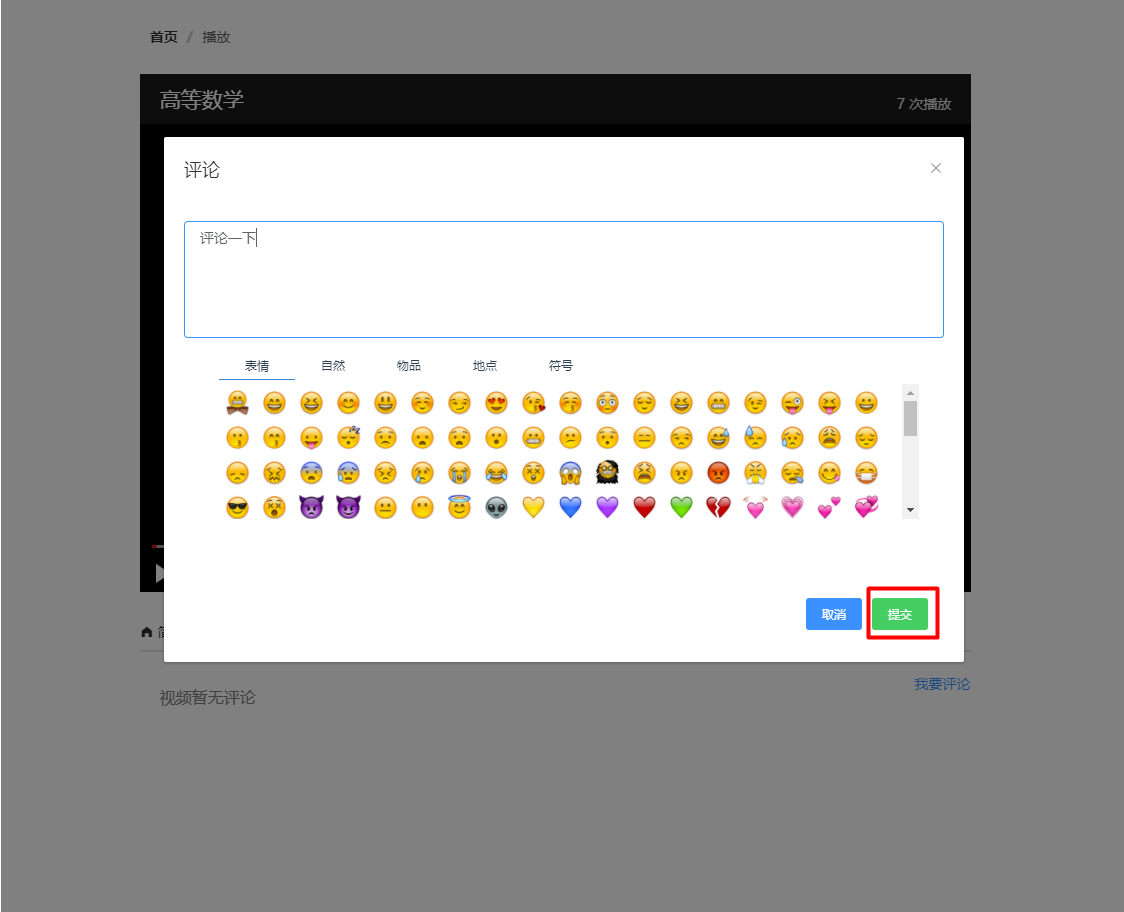 首页 / 播放
高等数学
7 次播放
评论
评论一下
表情 自然 物品 地点 符号
取消 提交
我要评论
视频暂无评论